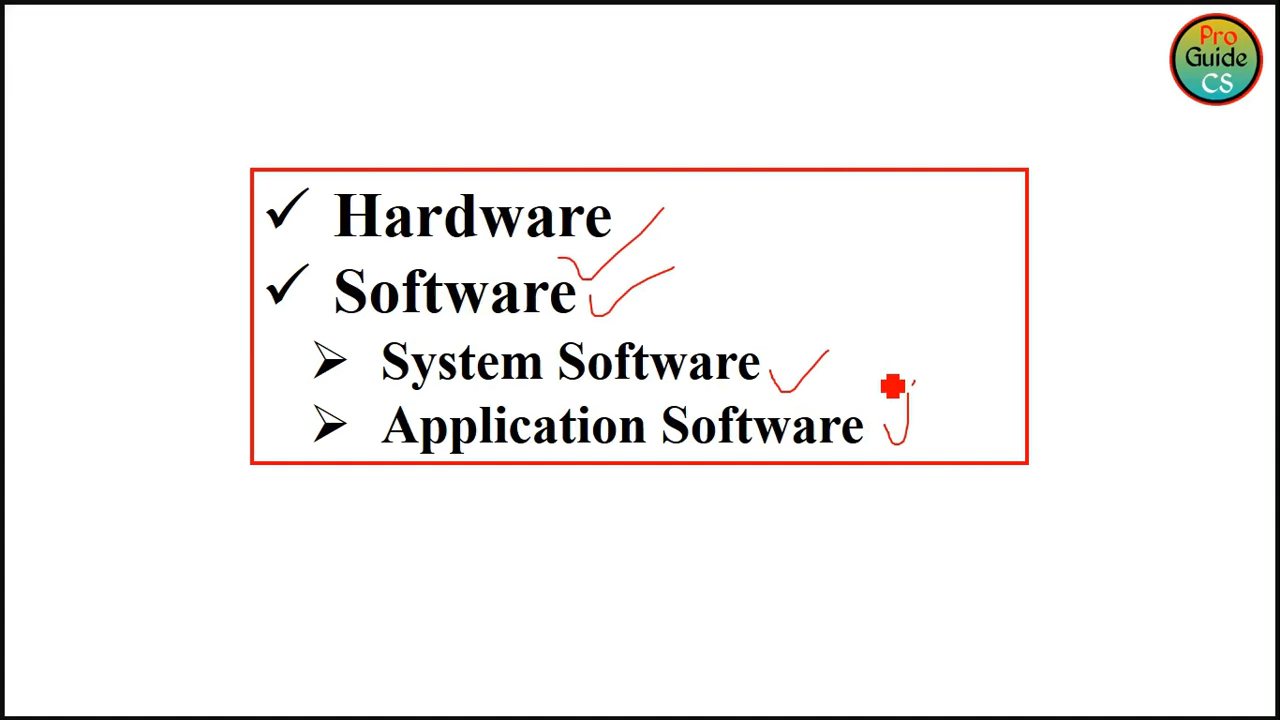 Pro
Guide
CS
Hardware
Software
System Software
Application Software